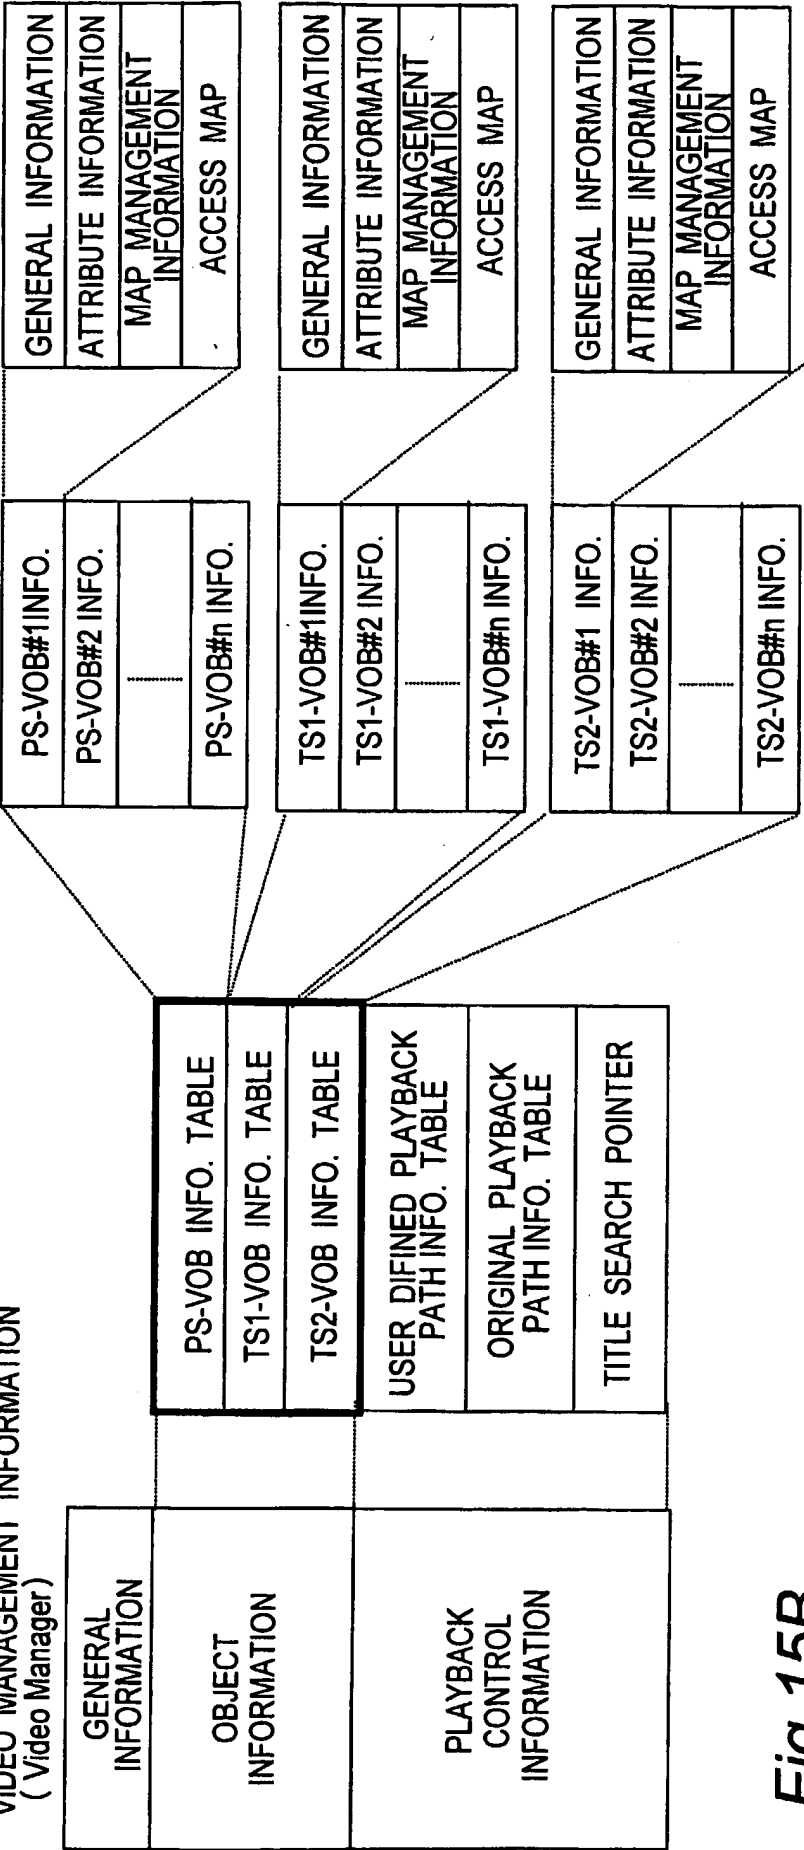 VIDEO MANAGEMENT INFORMATION
( Video Manager)
GENERAL
INFORMATION
OBJECT
INFORMATION
PLAYBACK
CONTROL
INFORMATION
PS-VOB INFO. TABLE
TS1-VOB INFO. TABLE
TS2-VOB INFO. TABLE
USER DIFINED PLAYBACK
PATH INFO. TABLE
ORIGINAL PLAYBACK
PATH INFO. TABLE
TITLE SEARCH POINTER
PS-VOB#1INFO.
PS-VOB#2 INFO.
PS-VOB#n INFO.
TS1-VOB#1INFO.
TS1-VOB#2 INFO.
TS1-VOB#n INFO.
TS2-VOB#1 INFO.
TS2-VOB#2 INFO.
TS2-VOB#n INFO.
GENERAL INFORMATION
ATTRIBUTE INFORMATION
MAP MANAGEMENT
INFORMATION
ACCESS MAP
GENERAL INFORMATION
ATTRIBUTE INFORMATION
MAP MANAGEMENT
INFORMATION
ACCESS MAP
GENERAL INFORMATION
ATTRIBUTE INFORMATION
MAP MANAGEMENT
INFORMATION
ACCESS MAP
Fig.15B